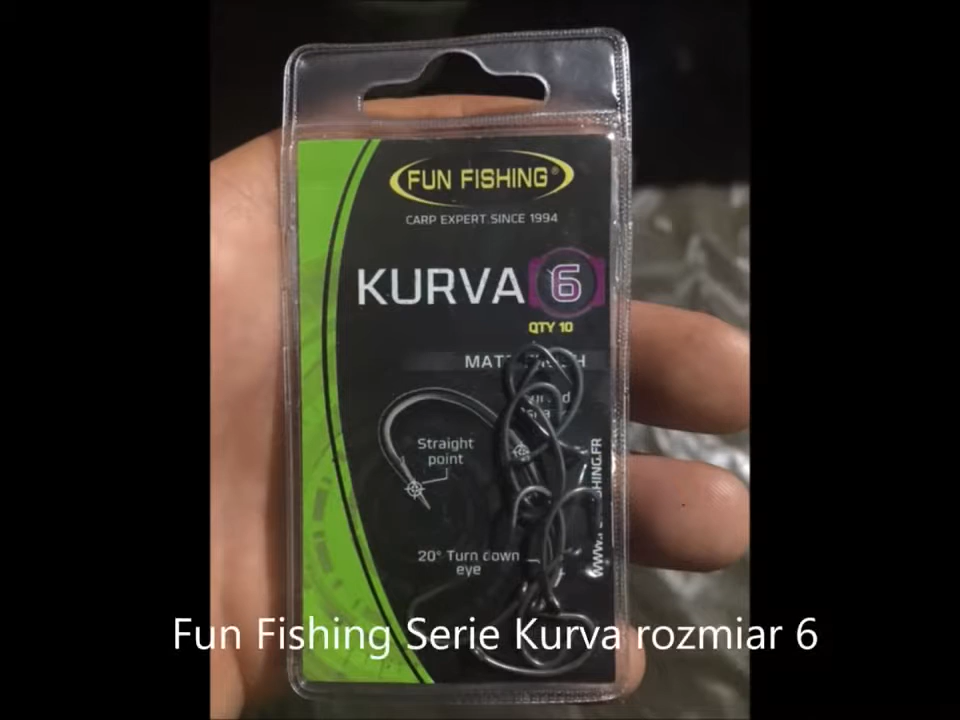 FUN FISHING®
CARP EXPERT SINCE 1994
KURVA 6
QTY 10
Straight
point
20° Turn down
eye
Fun Fishing Serie Kurva rozmiar 6